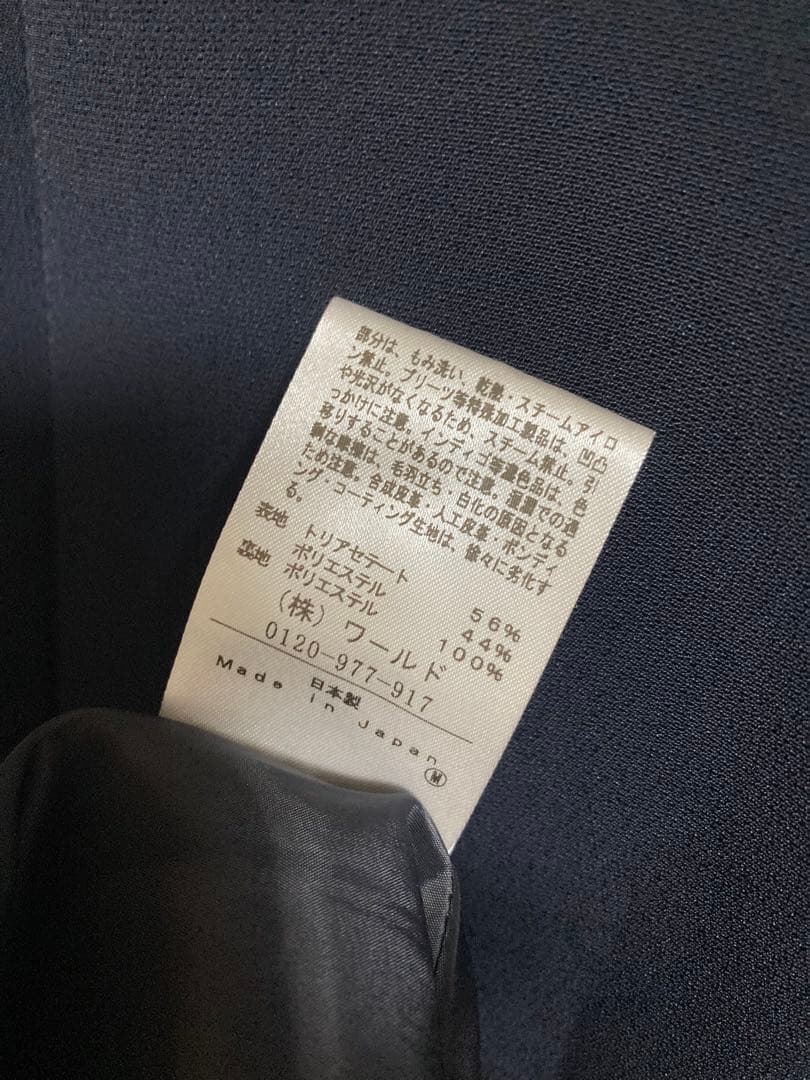 部分は、もみ洗い、乾燥・スチームアイロ
ン禁止。プリーツ等特殊加工製品は、凹凸
や光沢がなくなるため、スチーム禁止。引
っかけに注意。インディゴ等濃色品は、色
移りすることがあるので注意。湿潤での過
剰な摩擦は、毛羽立ち・白化の原因となる
ため注意。合成皮革・人工皮革・ボンディ
ング・コーティング生地は、徐々に劣化す
る。
表地 トリアセテート 56%
ポリエステル 44%
裏地 ポリエステル 100%
(株)ワールド
0120-977-917
日本製
Made in Japan
M